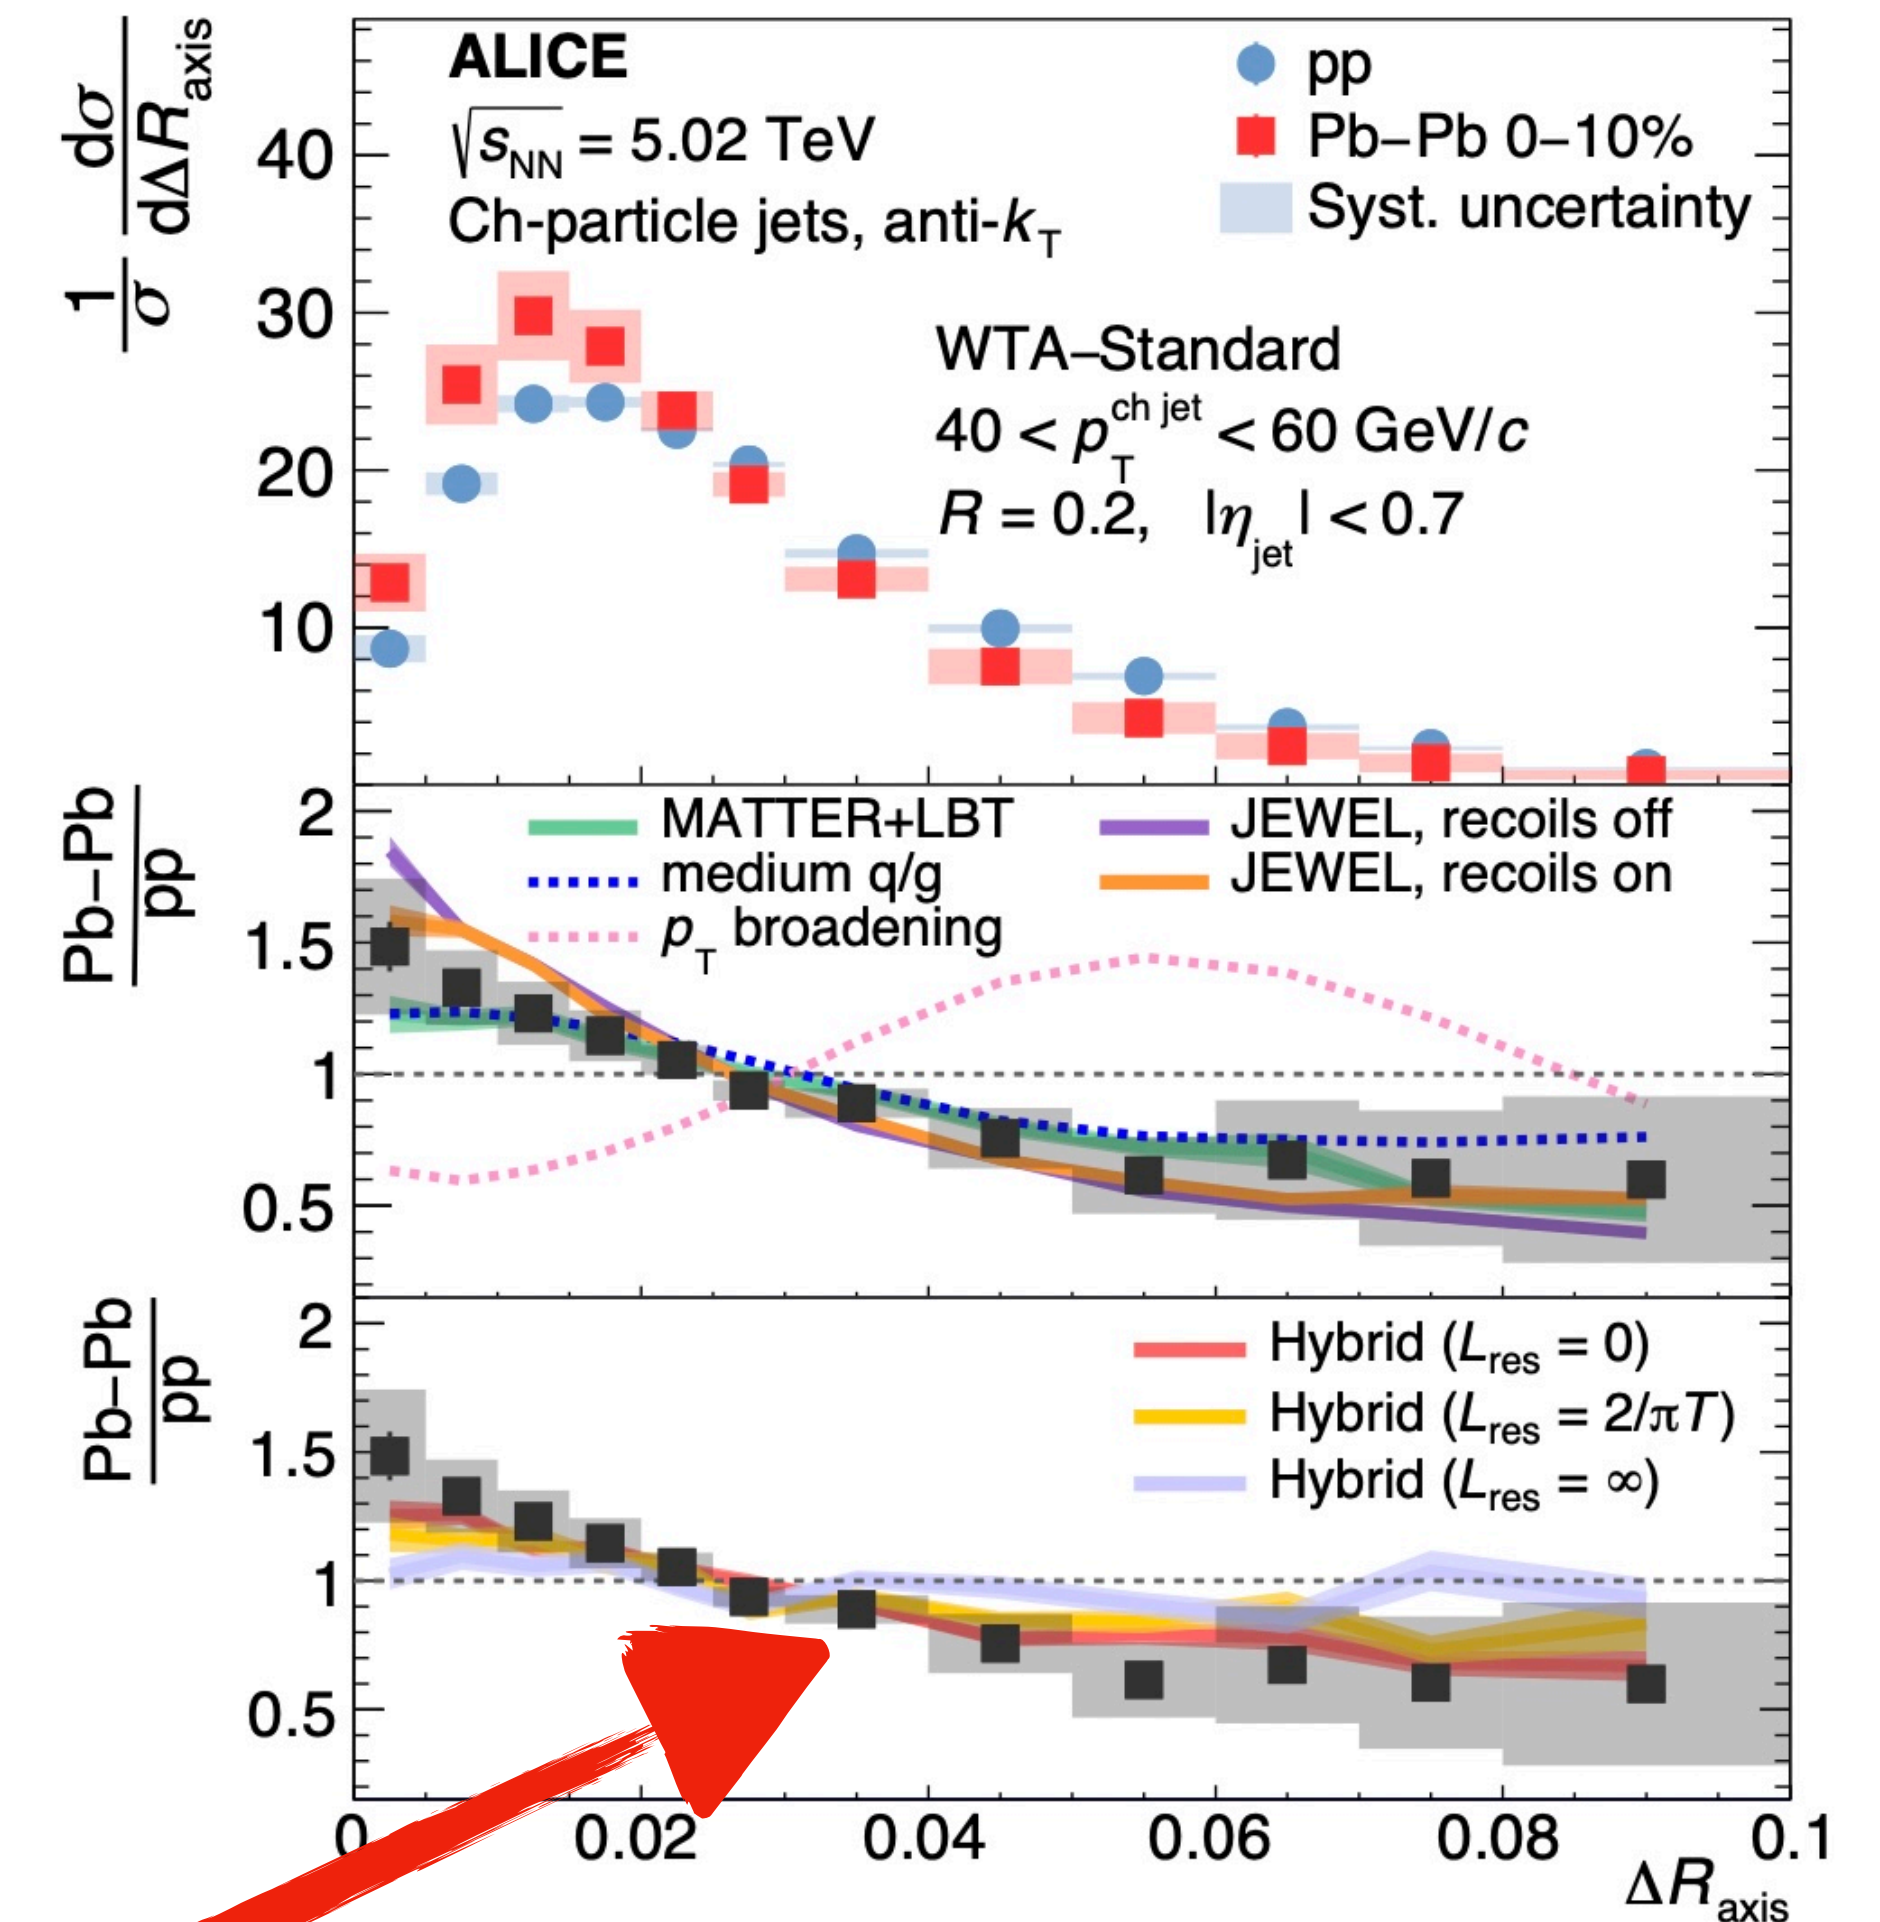 1/σ dσ/dΔR_axis
ALICE
√s_NN = 5.02 TeV
Ch-particle jets, anti-k_T
pp
Pb–Pb 0–10%
Syst. uncertainty
WTA–Standard
40 < p_T^ch jet < 60 GeV/c
R = 0.2, |η_jet| < 0.7
40
30
20
10
Pb–Pb/pp
MATTER+LBT
medium q/g
p_T broadening
JEWEL, recoils off
JEWEL, recoils on
2
1.5
1
0.5
Pb–Pb/pp
Hybrid (L_res = 0)
Hybrid (L_res = 2/πT)
Hybrid (L_res = ∞)
2
1.5
1
0.5
0 0.02 0.04 0.06 0.08 0.1
ΔR_axis